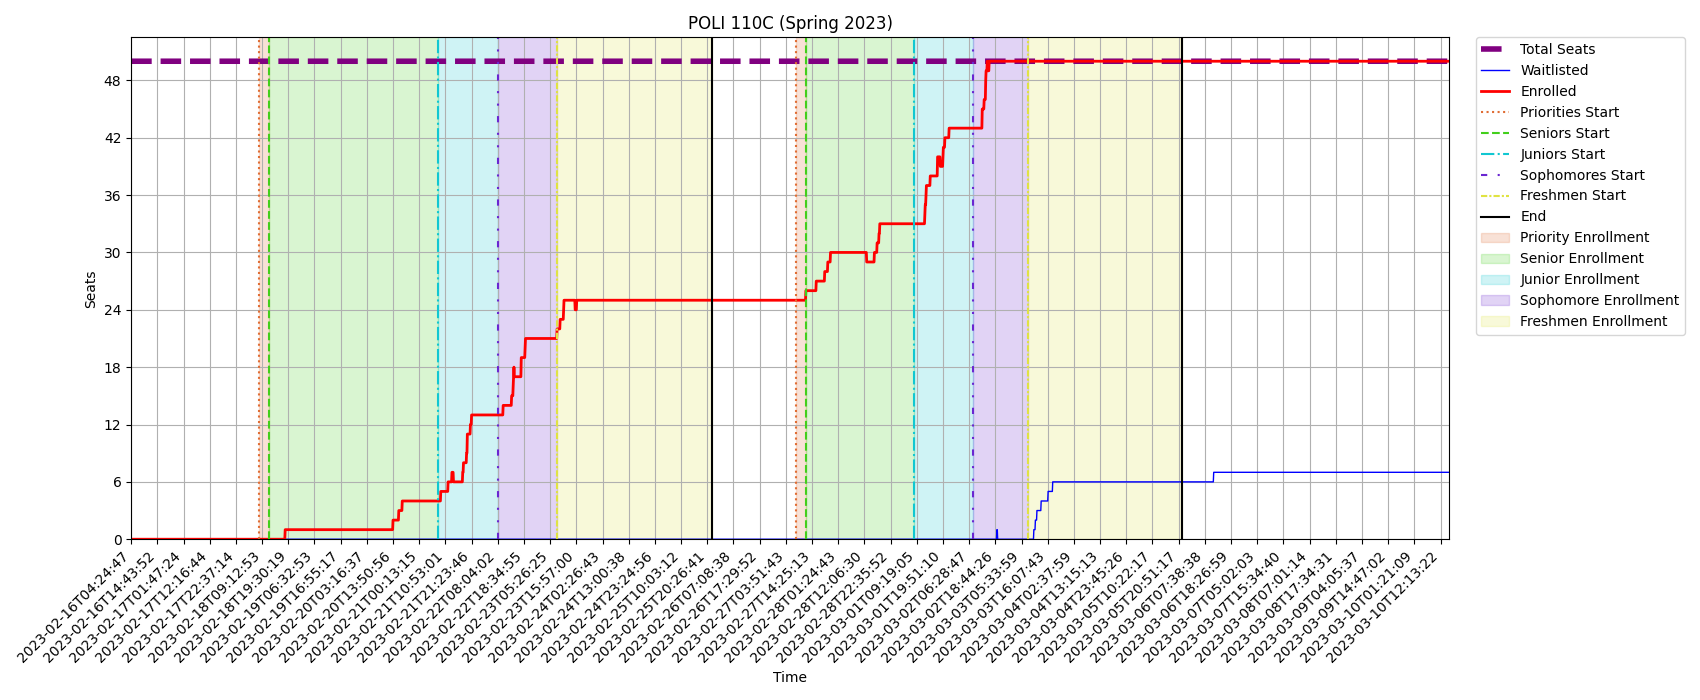 POLI 110C (Spring 2023)
Seats
48
42
36
30
24
18
12
6
0
2023-02-16T04:24:47
2023-02-16T14:43:52
2023-02-17T01:47:24
2023-02-17T12:16:44
2023-02-17T22:37:14
2023-02-18T09:12:53
2023-02-18T19:30:19
2023-02-19T06:32:53
2023-02-19T16:55:17
2023-02-20T03:16:37
2023-02-20T13:50:56
2023-02-21T00:13:15
2023-02-21T10:53:01
2023-02-21T21:23:46
2023-02-22T08:04:02
2023-02-22T18:34:55
2023-02-23T05:26:25
2023-02-23T15:57:00
2023-02-24T02:26:43
2023-02-24T13:00:38
2023-02-24T23:24:56
2023-02-25T10:03:12
2023-02-25T20:26:41
2023-02-26T07:08:38
2023-02-26T17:29:52
2023-02-27T03:51:43
2023-02-27T14:25:13
2023-02-28T01:24:43
2023-02-28T12:06:30
2023-02-28T22:35:52
2023-03-01T09:19:05
2023-03-01T19:51:10
2023-03-02T06:28:47
2023-03-02T18:44:26
2023-03-03T05:33:59
2023-03-03T16:07:43
2023-03-04T02:37:59
2023-03-04T13:15:13
2023-03-04T23:45:26
2023-03-05T10:22:17
2023-03-05T20:51:17
2023-03-06T07:38:38
2023-03-06T18:26:59
2023-03-07T05:02:03
2023-03-07T15:34:40
2023-03-08T07:01:14
2023-03-08T17:34:31
2023-03-09T04:05:37
2023-03-09T14:47:02
2023-03-10T01:21:09
2023-03-10T12:13:22
Time
Total Seats
Waitlisted
Enrolled
Priorities Start
Seniors Start
Juniors Start
Sophomores Start
Freshmen Start
End
Priority Enrollment
Senior Enrollment
Junior Enrollment
Sophomore Enrollment
Freshmen Enrollment